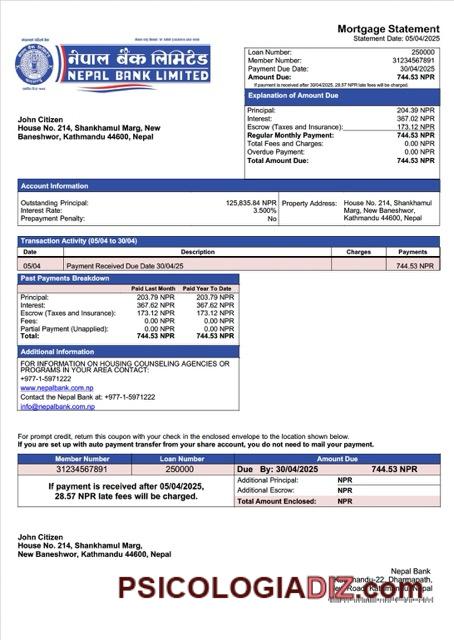 Mortgage Statement
Statement Date: 05/04/2025
नेपाल बैंक लिमिटेड
NEPAL BANK LIMITED
Loan Number: 250000
Member Number: 31234567891
Payment Due Date: 30/04/2025
Amount Due: 744.53 NPR
If payment is received after 30/04/2025, 28.57 NPR late fees will be charged.
Explanation of Amount Due
Principal: 204.39 NPR
Interest: 367.02 NPR
Escrow (Taxes and Insurance): 173.12 NPR
Regular Monthly Payment: 744.53 NPR
Total Fees and Charges: 0.00 NPR
Overdue Payment: 0.00 NPR
Total Amount Due: 744.53 NPR
John Citizen
House No. 214, Shankhamul Marg, New
Baneshwor, Kathmandu 44600, Nepal
Account Information
Outstanding Principal: 125,835.84 NPR
Interest Rate: 3.500%
Prepayment Penalty: No
Property Address: House No. 214, Shankhamul
Marg, New Baneshwor,
Kathmandu 44600, Nepal
Transaction Activity (05/04 to 30/04)
Date Description Charges Payments
05/04 Payment Received Due Date 30/04/25 744.53 NPR
Past Payments Breakdown
Paid Last Month Paid Year To Date
Principal: 203.79 NPR 203.79 NPR
Interest: 367.62 NPR 367.62 NPR
Escrow (Taxes and Insurance): 173.12 NPR 173.12 NPR
Fees: 0.00 NPR 0.00 NPR
Partial Payment (Unapplied): 0.00 NPR 0.00 NPR
Total: 744.53 NPR 744.53 NPR
Additional Information
FOR INFORMATION ON HOUSING COUNSELING AGENCIES OR
PROGRAMS IN YOUR AREA CONTACT:
+977-1-5971222
www.nepalbank.com.np
Contact the Nepal Bank at: +977-1-5971222
info@nepalbank.com.np
For prompt credit, return this coupon with your check in the enclosed envelope to the location shown below.
If you are set up with auto payment transfer from your share account, you do not need to mail your payment.
Member Number Loan Number Amount Due
31234567891 250000 Due By: 30/04/2025 744.53 NPR
If payment is received after 05/04/2025,
28.57 NPR late fees will be charged.
Additional Principal: NPR
Additional Escrow: NPR
Total Amount Enclosed: NPR
John Citizen
House No. 214, Shankhamul Marg,
New Baneshwor, Kathmandu 44600, Nepal
Nepal Bank
Dharmapath,
PSICOLOGIADIZ.com